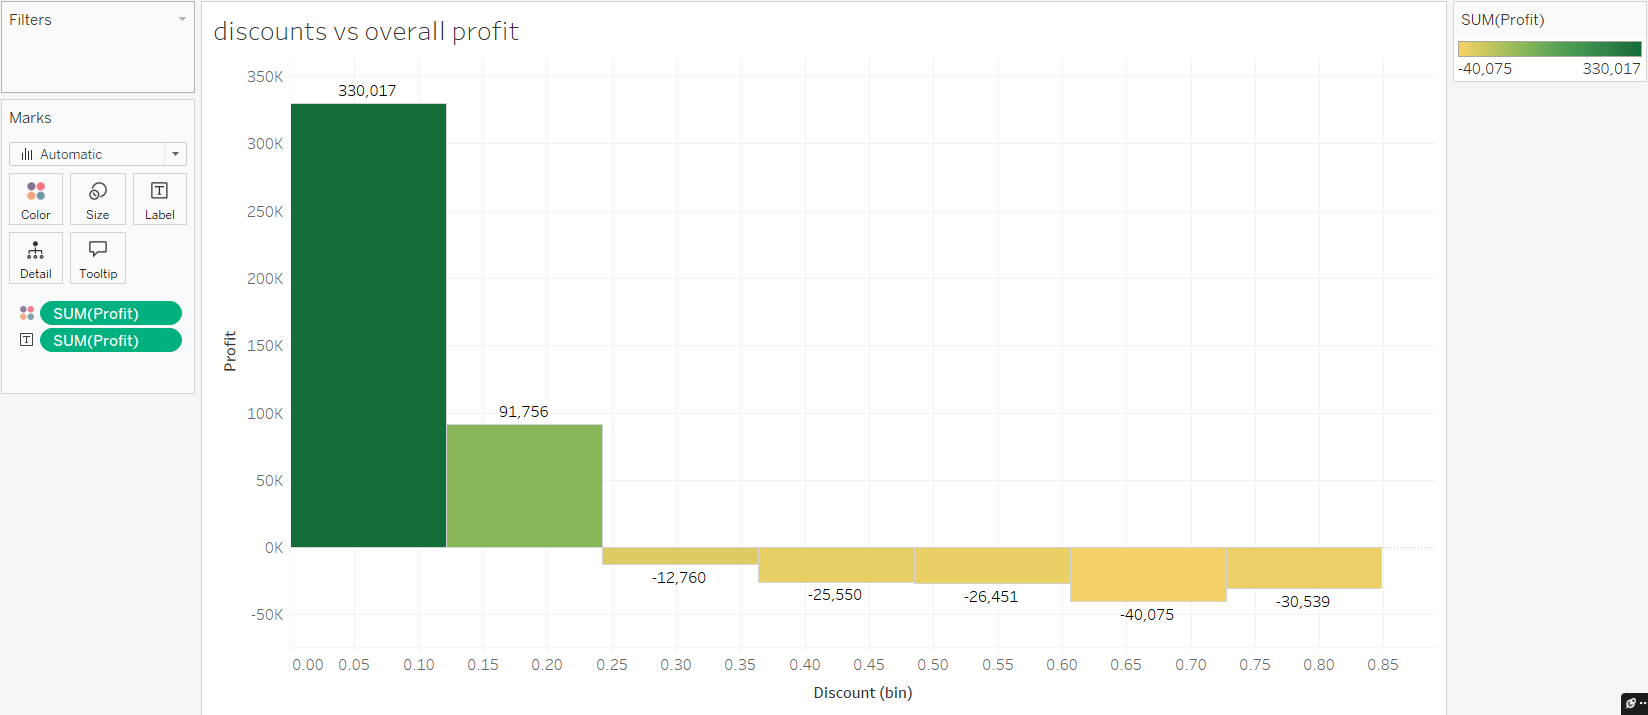 Filters
Marks
Automatic
Color
Size
Label
Detail
Tooltip
SUM(Profit)
SUM(Profit)
discounts vs overall profit
350K
300K
250K
200K
150K
100K
50K
0K
-50K
Profit
330,017
91,756
-12,760
-25,550
-26,451
-40,075
-30,539
0.00 0.05 0.10 0.15 0.20 0.25 0.30 0.35 0.40 0.45 0.50 0.55 0.60 0.65 0.70 0.75 0.80 0.85
Discount (bin)
SUM(Profit)
-40,075 330,017